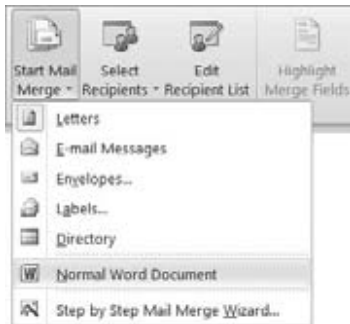 Start Mail Select Edit Highlight
Merge Recipients Recipient List Merge Fields
Letters
E-mail Messages
Envelopes...
Labels...
Directory
Normal Word Document
Step by Step Mail Merge Wizard...